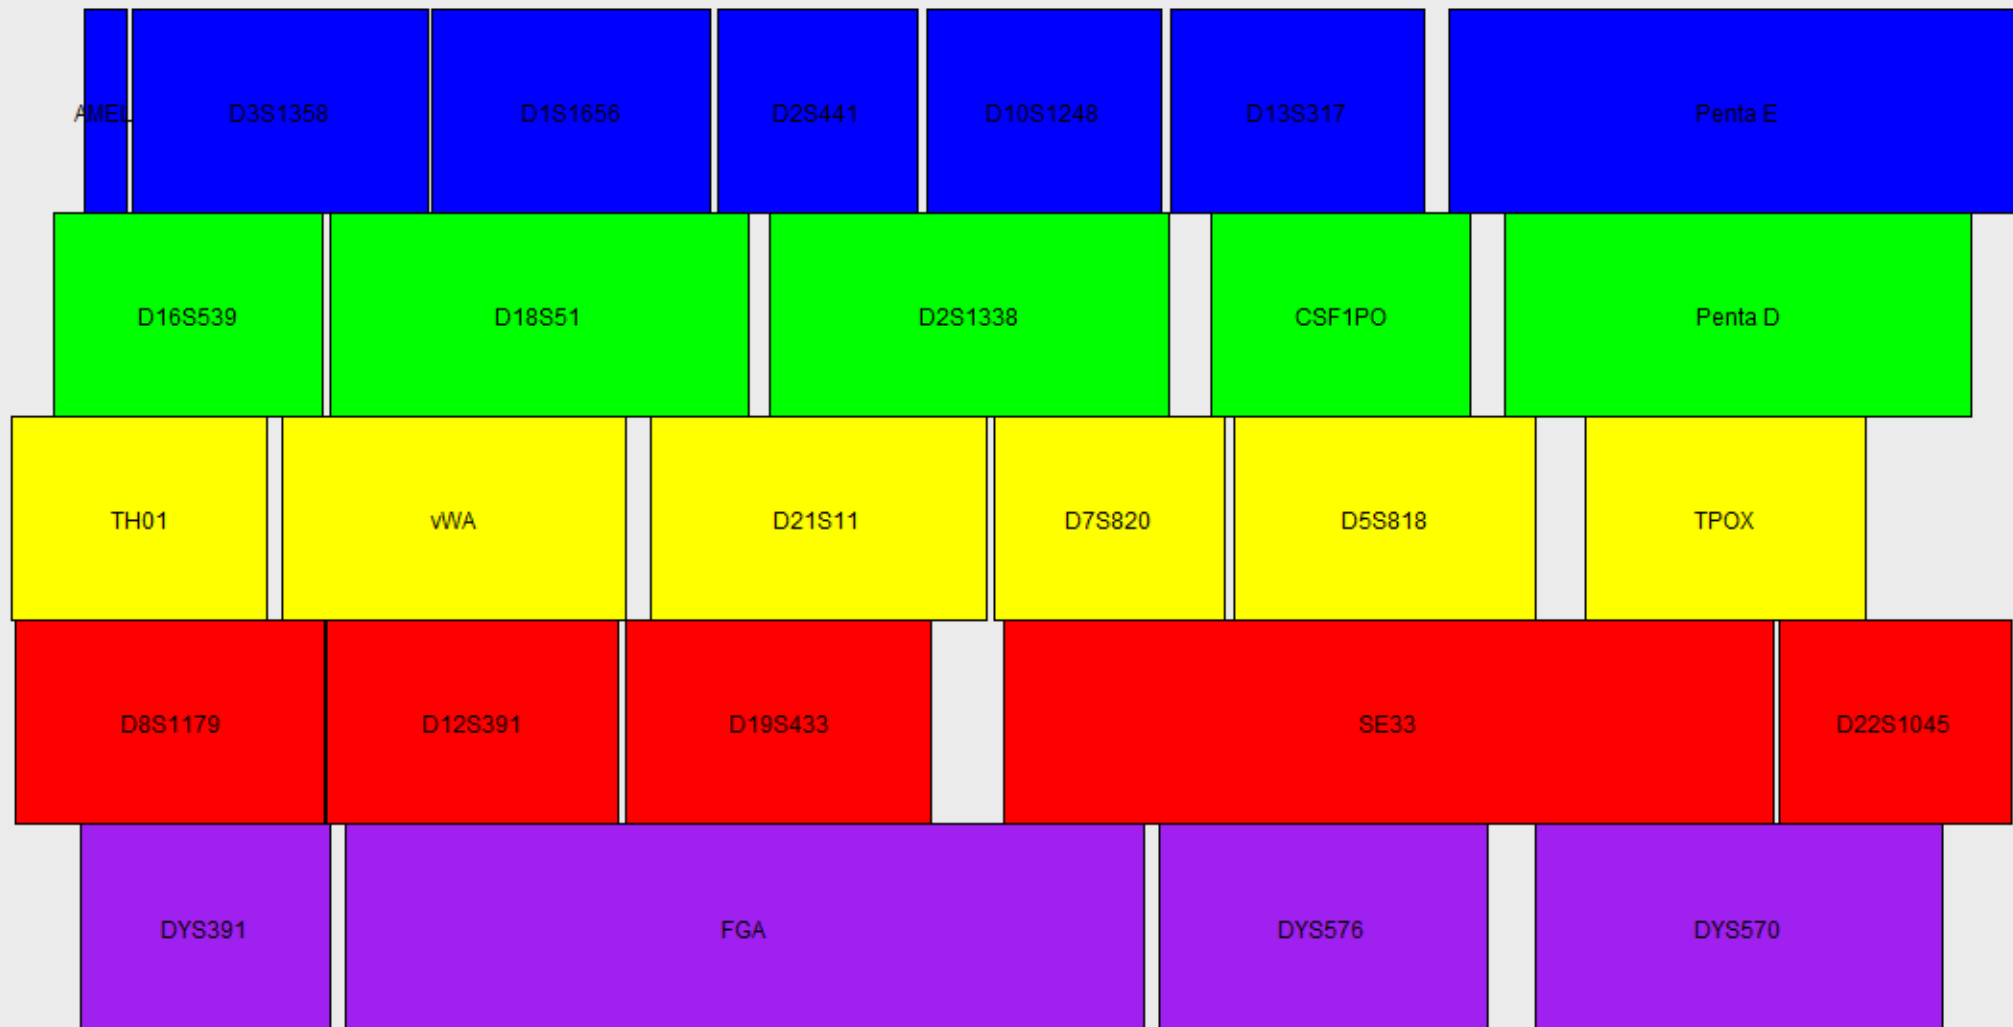 AMEL D3S1358 D1S1656 D2S441 D10S1248 D13S317 Penta E
D16S539 D18S51 D2S1338 CSF1PO Penta D
TH01 vWA D21S11 D7S820 D5S818 TPOX
D8S1179 D12S391 D19S433 SE33 D22S1045
DYS391 FGA DYS576 DYS570